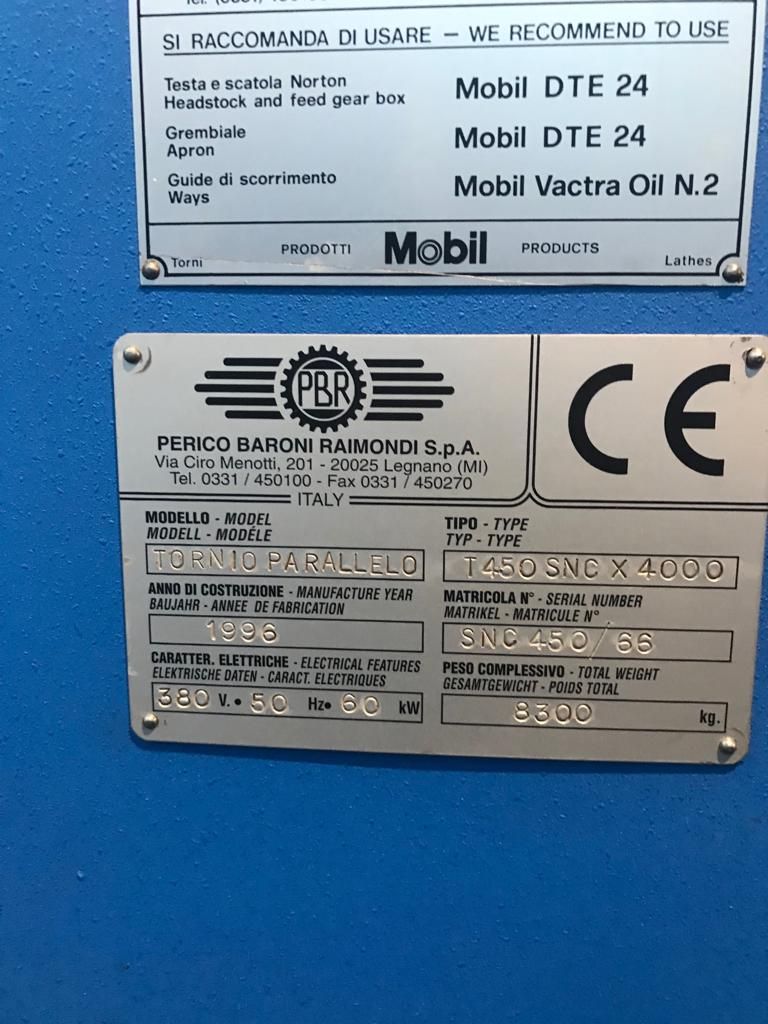 SI RACCOMANDA DI USARE — WE RECOMMEND TO USE
Testa e scatola Norton
Headstock and feed gear box
Mobil DTE 24
Grembiale
Apron
Mobil DTE 24
Guide di scorrimento
Ways
Mobil Vactra Oil N.2
Torni
PRODOTTI Mobil PRODUCTS
Lathes
PBR
CE
PERICO BARONI RAIMONDI S.p.A.
Via Ciro Menotti, 201 - 20025 Legnano (MI)
Tel. 0331 / 450100 - Fax 0331 / 450270
ITALY
MODELLO - MODEL
MODELL - MODÉLE
TORNIO PARALLELO
TIPO - TYPE
TYP - TYPE
T450 SNC X 4000
ANNO DI COSTRUZIONE - MANUFACTURE YEAR
BAUJAHR - ANNEE DE FABRICATION
1996
MATRICOLA N° - SERIAL NUMBER
MATRIKEL - MATRICULE N°
SNC 450/66
CARATTER. ELETTRICHE - ELECTRICAL FEATURES
ELEKTRISCHE DATEN - CARACT. ELECTRIQUES
380 V. • 50 Hz • 60 kW
PESO COMPLESSIVO - TOTAL WEIGHT
GESAMTGEWICHT - POIDS TOTAL
8300 kg.